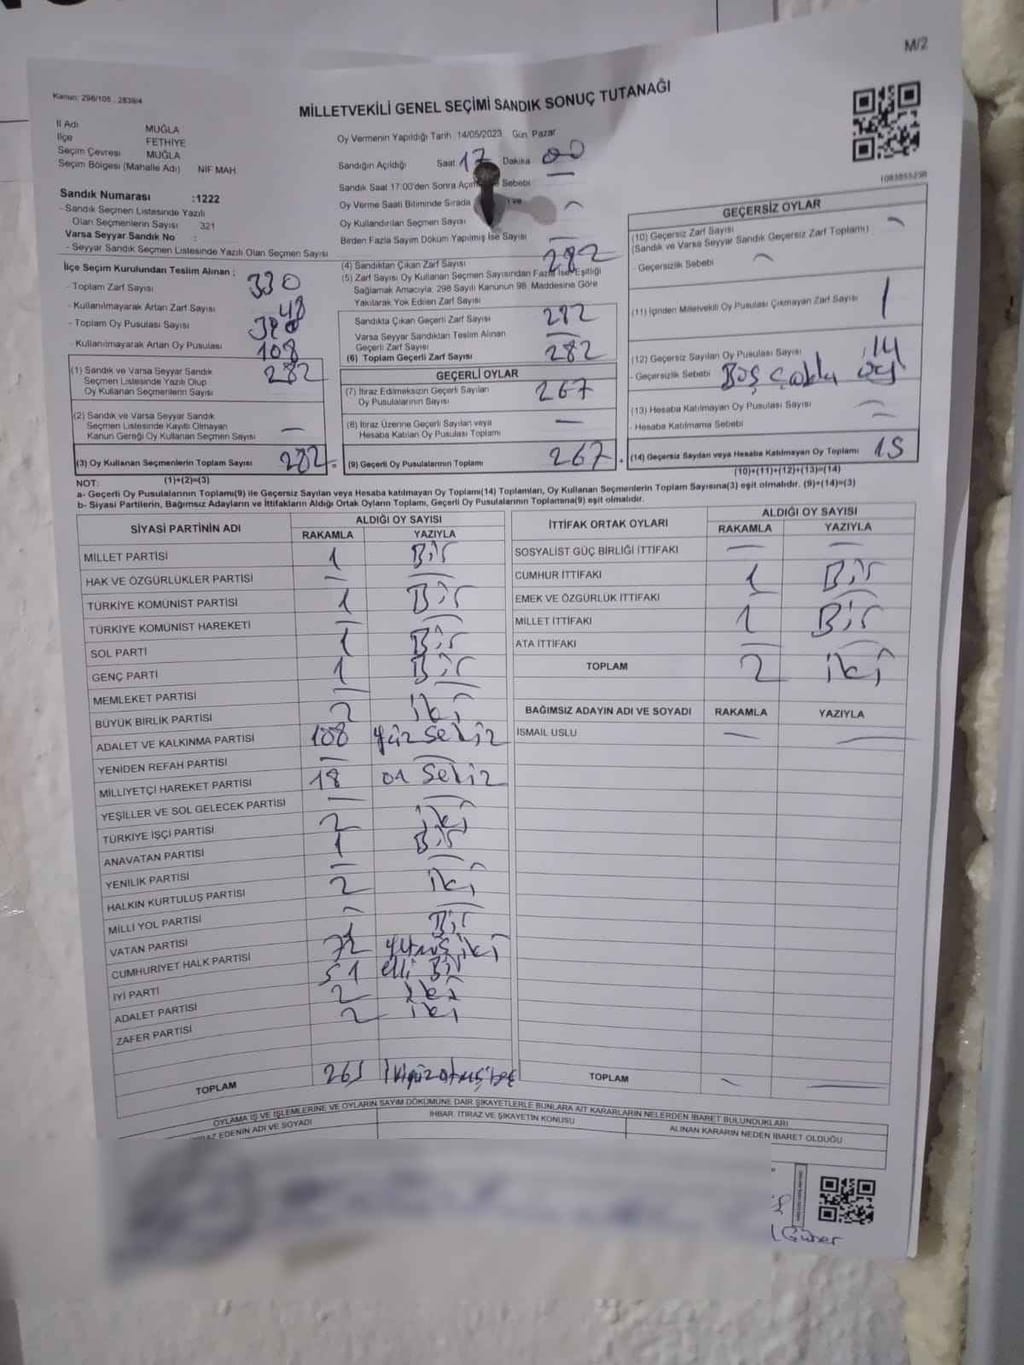 M/2
Kanun: 298/105 - 2839/4
MİLLETVEKİLİ GENEL SEÇİMİ SANDIK SONUÇ TUTANAĞI
İl Adı MUĞLA
İlçe FETHİYE
Seçim Çevresi MUĞLA
Seçim Bölgesi (Mahalle Adı) NİF MAH.
Sandık Numarası :1222
- Sandık Seçmen Listesinde Yazılı
Olan Seçmenlerin Sayısı 321
Varsa Seyyar Sandık No :
- Seyyar Sandık Seçmen Listesinde Yazılı Olan Seçmen Sayısı
Oy Vermenin Yapıldığı Tarih 14/05/2023 Gün Pazar
Sandığın Açıldığı Saat 17 Dakika 00
Sandık Saat 17:00'den Sonra Sebebi —
Oy Verme Saati Bitiminde Sırada
Oy Kullandırılan Seçmen Sayısı
Birden Fazla Sayım Döküm Yapılmış İse Sayısı —
1083855298
İlçe Seçim Kurulundan Teslim Alınan :
- Toplam Zarf Sayısı 330
- Kullanılmayarak Artan Zarf Sayısı 48
- Toplam Oy Pusulası Sayısı
- Kullanılmayarak Artan Oy Pusulası 108
(1) Sandık ve Varsa Seyyar Sandık
Seçmen Listesinde Yazılı Olup
Oy Kullanan Seçmenlerin Sayısı 282
(2) Sandık ve Varsa Seyyar Sandık
Seçmen Listesinde Kayıtlı Olmayan
Kanun Gereği Oy Kullanan Seçmen Sayısı —
(3) Oy Kullanan Seçmenlerin Toplam Sayısı 282
(1)+(2)=(3)
(4) Sandıktan Çıkan Zarf Sayısı 282
(5) Zarf Sayısı Oy Kullanan Seçmen Sayısından Fazla İse Eşitliği
Sağlamak Amacıyla, 298 Sayılı Kanunun 98. Maddesine Göre
Yakılarak Yok Edilen Zarf Sayısı —
Sandıkta Çıkan Geçerli Zarf Sayısı 282
Varsa Seyyar Sandıktan Teslim Alınan
Geçerli Zarf Sayısı —
(6) Toplam Geçerli Zarf Sayısı 282
GEÇERLİ OYLAR
(7) İtiraz Edilmeksizin Geçerli Sayılan
Oy Pusulalarının Sayısı 267
(8) İtiraz Üzerine Geçerli Sayılan veya
Hesaba Katılan Oy Pusulası Toplamı —
(9) Geçerli Oy Pusulalarının Toplamı 267
GEÇERSİZ OYLAR
(10) Geçersiz Zarf Sayısı
(Sandık ve Varsa Seyyar Sandık Geçersiz Zarf Toplamı) —
- Geçersizlik Sebebi —
(11) İçinden Milletvekili Oy Pusulası Çıkmayan Zarf Sayısı 1
(12) Geçersiz Sayılan Oy Pusulası Sayısı 14
- Geçersizlik Sebebi Boş çoklu oy
(13) Hesaba Katılmayan Oy Pusulası Sayısı —
- Hesaba Katılmama Sebebi —
(14) Geçersiz Sayılan veya Hesaba Katılmayan Oy Toplamı 15
(10)+(11)+(12)+(13)=(14)
NOT:
a- Geçerli Oy Pusulalarının Toplamı(9) ile Geçersiz Sayılan veya Hesaba katılmayan Oy Toplamı(14) Toplamları, Oy Kullanan Seçmenlerin Toplam Sayısına(3) eşit olmalıdır. (9)+(14)=(3)
b- Siyasi Partilerin, Bağımsız Adayların ve İttifakların Aldığı Ortak Oyların Toplamı, Geçerli Oy Pusulalarının Toplamına(9) eşit olmalıdır.
SİYASİ PARTİNİN ADI ALDIĞI OY SAYISI
RAKAMLA YAZIYLA
MİLLET PARTİSİ 1 Bir
HAK VE ÖZGÜRLÜKLER PARTİSİ — —
TÜRKİYE KOMÜNİST PARTİSİ 1 Bir
TÜRKİYE KOMÜNİST HAREKETİ — —
SOL PARTİ 1 Bir
GENÇ PARTİ 1 Bir
MEMLEKET PARTİSİ — —
BÜYÜK BİRLİK PARTİSİ 2 iki
ADALET VE KALKINMA PARTİSİ 108 yüz sekiz
YENİDEN REFAH PARTİSİ — —
MİLLİYETÇİ HAREKET PARTİSİ 18 on sekiz
YEŞİLLER VE SOL GELECEK PARTİSİ — —
TÜRKİYE İŞÇİ PARTİSİ 2 iki
ANAVATAN PARTİSİ 1 Bir
YENİLİK PARTİSİ — —
HALKIN KURTULUŞ PARTİSİ 2 iki
MİLLİ YOL PARTİSİ — —
VATAN PARTİSİ 1 Bir
CUMHURİYET HALK PARTİSİ 72 yetmiş iki
İYİ PARTİ 51 elli Bir
ADALET PARTİSİ 2 iki
ZAFER PARTİSİ 2 iki
TOPLAM 265 ikiyüzatmışbeş
İTTİFAK ORTAK OYLARI ALDIĞI OY SAYISI
RAKAMLA YAZIYLA
SOSYALİST GÜÇ BİRLİĞİ İTTİFAKI — —
CUMHUR İTTİFAKI 1 Bir
EMEK VE ÖZGÜRLÜK İTTİFAKI — —
MİLLET İTTİFAKI 1 Bir
ATA İTTİFAKI — —
TOPLAM 2 iki
BAĞIMSIZ ADAYIN ADI VE SOYADI RAKAMLA YAZIYLA
İSMAİL USLU — —
TOPLAM — —
OYLAMA İŞ VE İŞLEMLERİNE VE OYLARIN SAYIM DÖKÜMÜNE DAİR ŞİKAYETLERLE BUNLARA AİT KARARLARIN NELERDEN İBARET BULUNDUKLARI
EDENİN ADI VE SOYADI İHBAR, İTİRAZ VE ŞİKAYETİN KONUSU ALINAN KARARIN NEDEN İBARET OLDUĞU